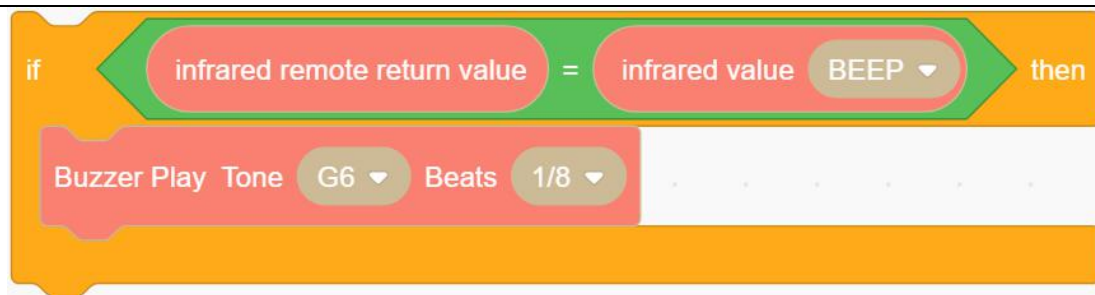 if infrared remote return value = infrared value BEEP then
Buzzer Play Tone G6 Beats 1/8